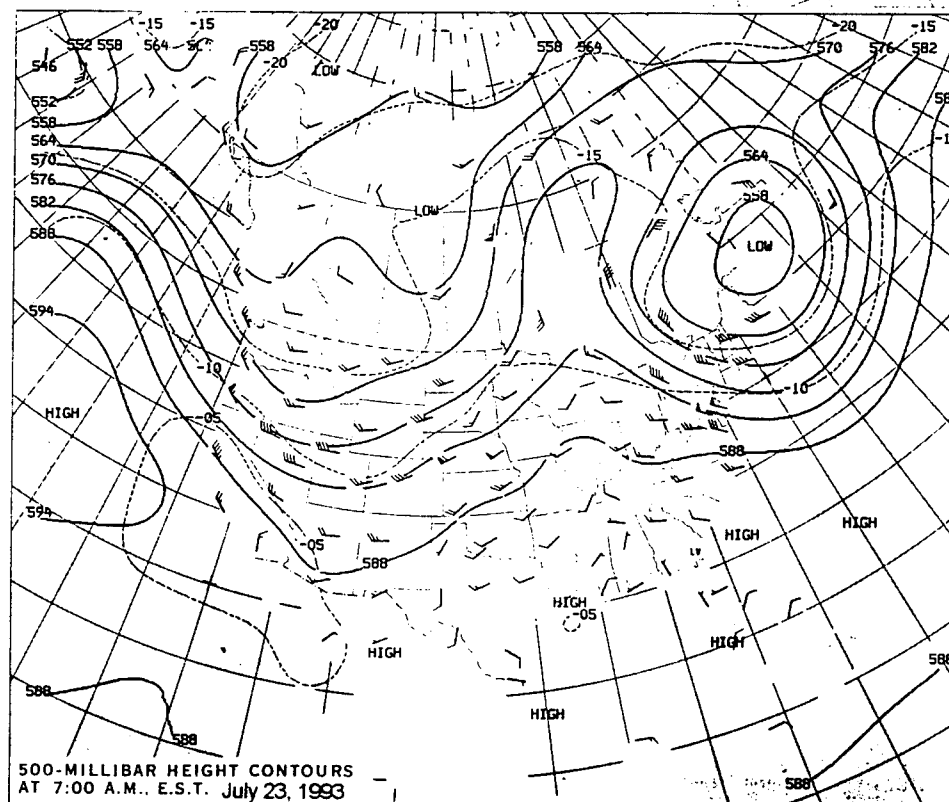 -15 -15 -20 -20 -15
552 558 564 558 558 564 570 576 582
546 -20 LOW
552
558
564 -15 564
570
576 558
582 LOW
588 LOW
594
-10
HIGH -05 -10
588
594 -05 588 HIGH HIGH
HIGH -05
HIGH HIGH
588 588
HIGH
588
588
500-MILLIBAR HEIGHT CONTOURS
AT 7:00 A.M., E.S.T. July 23, 1993